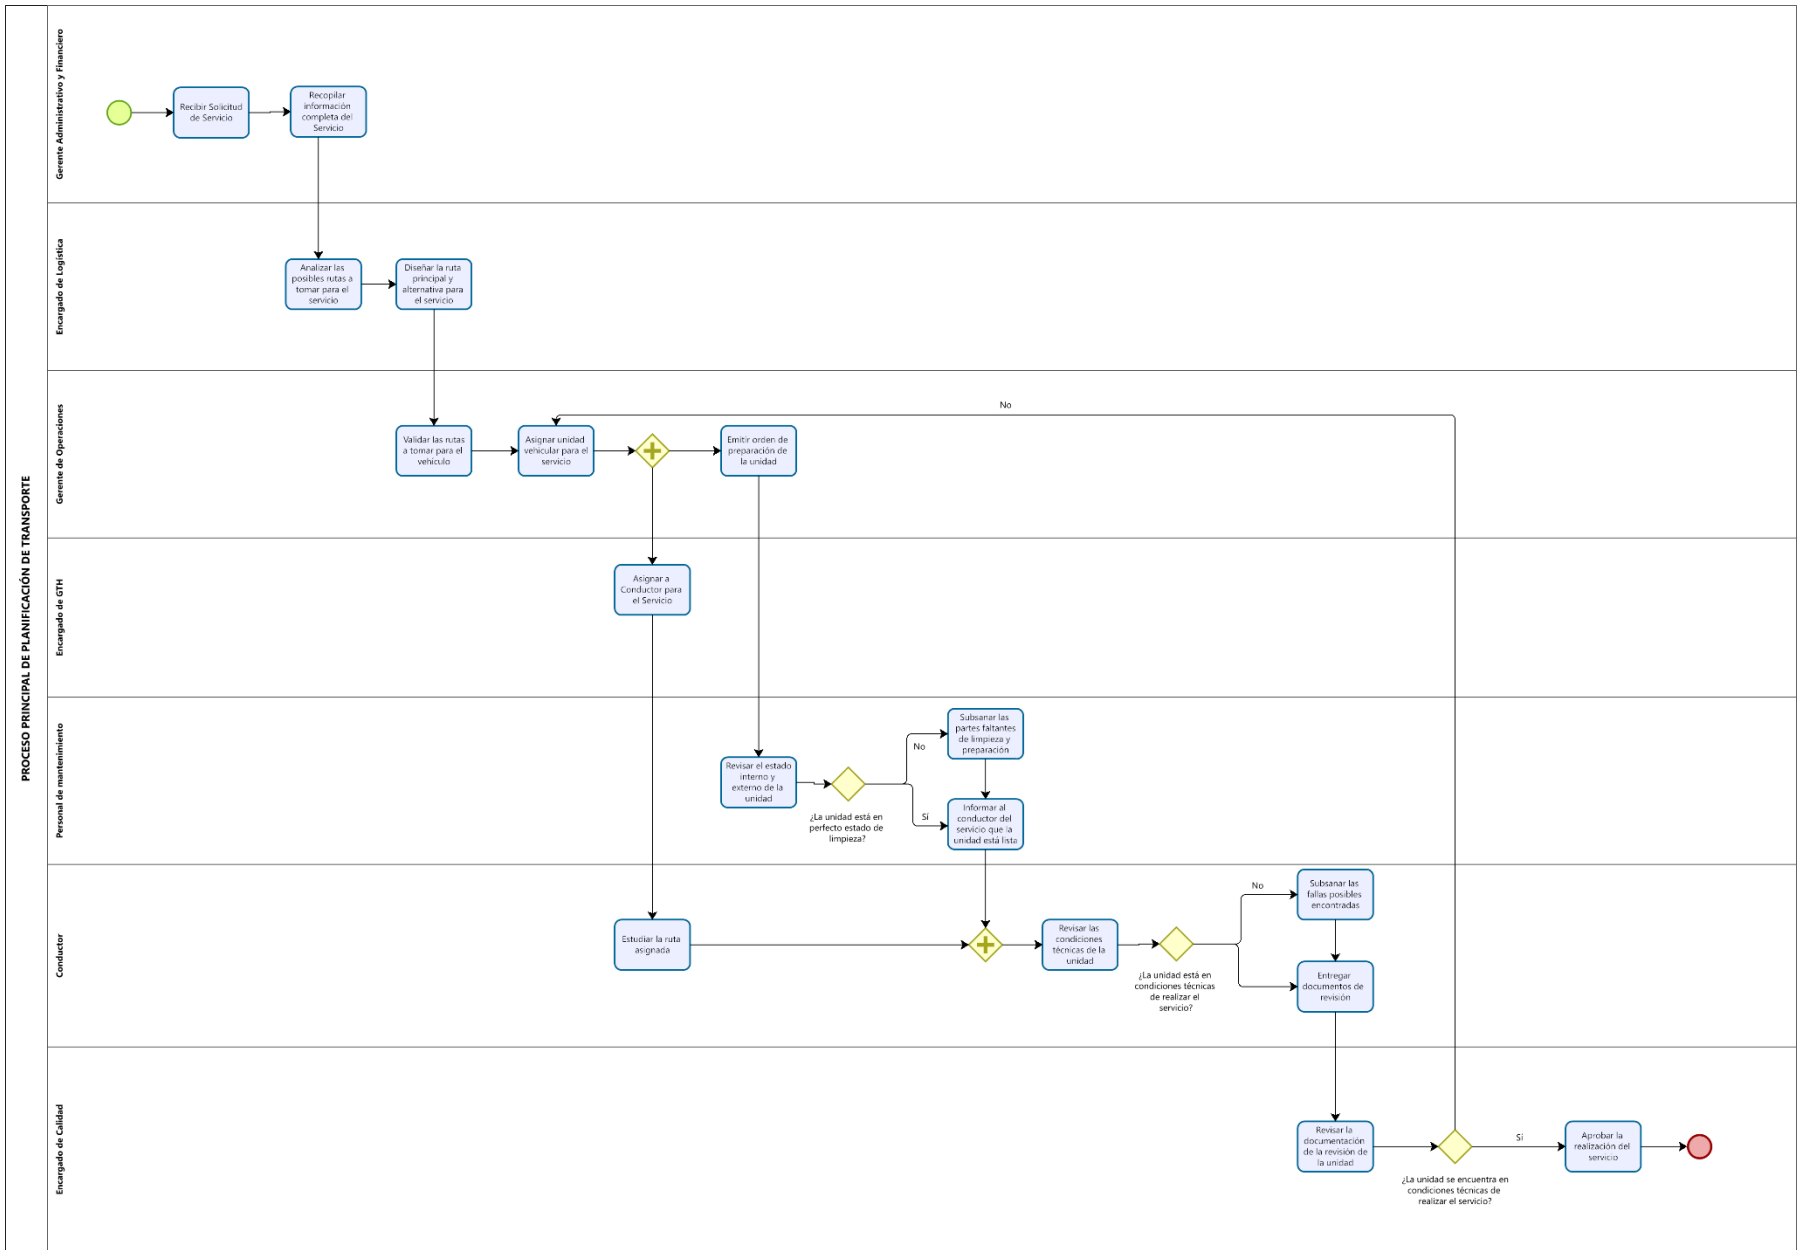 PROCESO PRINCIPAL DE PLANIFICACIÓN DE TRANSPORTE
Gerente Administrativo y Financiero
Recibir Solicitud
de Servicio
Recopilar
información
completa del
Servicio
Encargado de Logística
Analizar las
posibles rutas a
tomar para el
servicio
Diseñar la ruta
principal y
alternativa para
el servicio
Gerente de Operaciones
Validar las rutas
a tomar para el
vehículo
Asignar unidad
vehicular para el
servicio
Emitir orden de
preparación de
la unidad
No
Encargado de GTH
Asignar a
Conductor para
el Servicio
Personal de mantenimiento
Revisar el estado
interno y
externo de la
unidad
¿La unidad está en
perfecto estado de
limpieza?
No
Sí
Subsanar las
partes faltantes
de limpieza y
preparación
Informar al
conductor del
servicio que la
unidad está lista
Conductor
Estudiar la ruta
asignada
Revisar las
condiciones
técnicas de la
unidad
¿La unidad está en
condiciones técnicas
de realizar el
servicio?
No
Subsanar las
fallas posibles
encontradas
Entregar
documentos de
revisión
Encargado de Calidad
Revisar la
documentación
de la revisión de
la unidad
¿La unidad se encuentra en
condiciones técnicas de
realizar el servicio?
Sí
Aprobar la
realización del
servicio